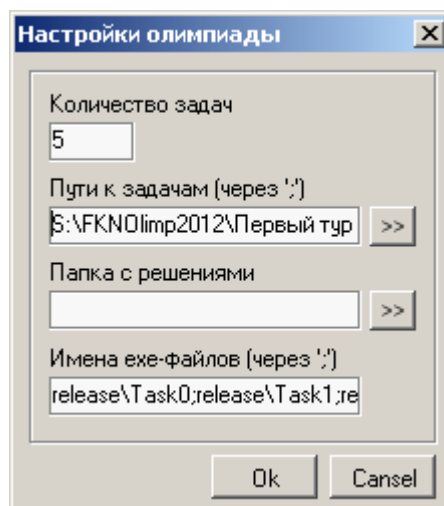 Настройки олимпиады
Количество задач
5
Пути к задачам (через ';')
S:\FKNOlimp2012\Первый тур
>>
Папка с решениями
>>
Имена exe-файлов (через ';')
release\Task0;release\Task1;re
Ok
Cansel